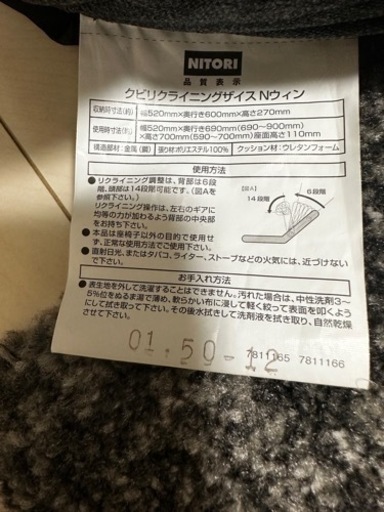 NITORI
品質表示
クビリクライニングザイス Nウィン
収納時寸法(約) 幅520mm×奥行き600mm×高さ270mm
使用時寸法(約) 幅520mm×奥行き690mm(690〜900mm)
×高さ700mm(590〜700mm)座面高さ110mm
構造部材:金属(鋼) 張り材:ポリエステル100% クッション材:ウレタンフォーム
使用方法
●リクライニング調整は、背部は6段
階、頭部は14段階可能です。(図Aを
参照下さい。)
リクライニング操作は、左右のギアに
均等の力が加わるよう背部の中央部
をお持ち下さい。
(図A)
14段階
6段階
●本品は座椅子以外の目的で使用せ
ず、正常な使用方法でご使用下さい。
●直射日光、またはタバコ、ライター、ストーブなどの火気には、近づけない
で下さい。
お手入れ方法
●表生地を外して洗濯することはできません。汚れた場合は、中性洗剤3〜
5%位をぬるま湯で薄め、軟らかい布に浸して軽く絞って表面を叩くよう
にして拭き取り、その後水拭きして洗剤液を拭き取り、自然乾燥
させて下さい。
01.50-12
7811165 7811166